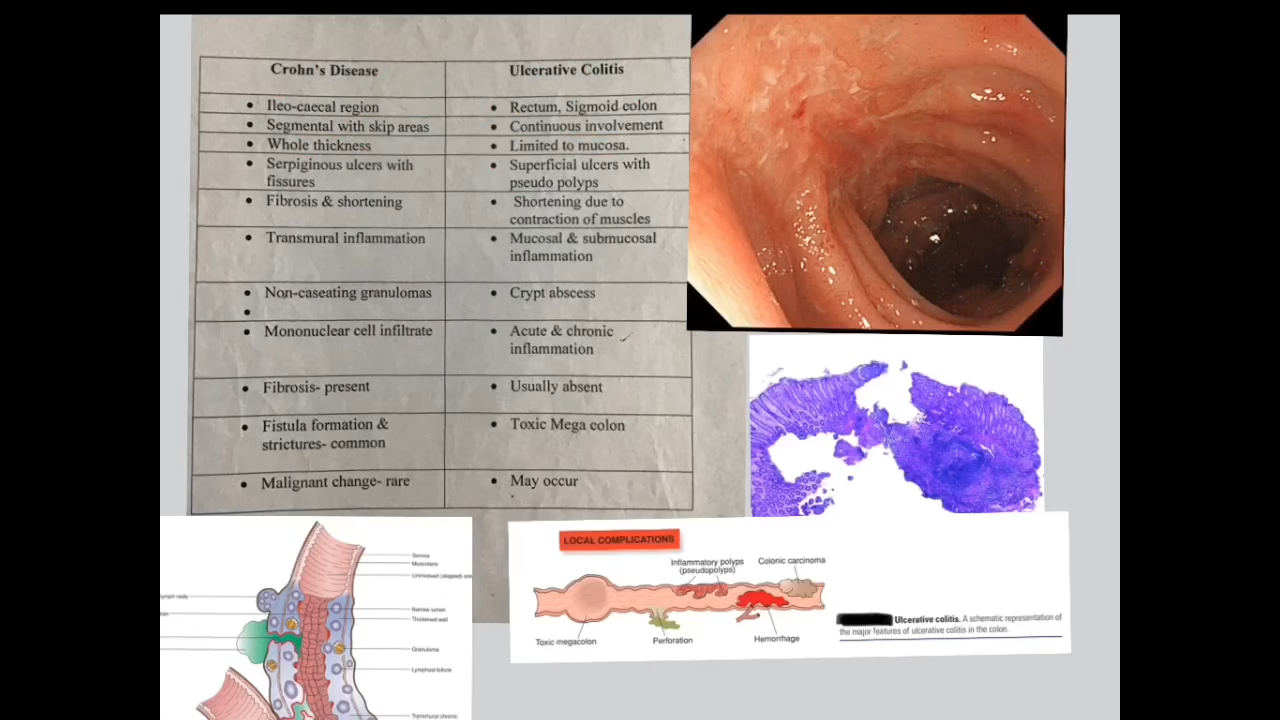 Crohn's Disease
Ulcerative Colitis
Ileo-caecal region
Rectum, Sigmoid colon
Segmental with skip areas
Continuous involvement
Whole thickness
Limited to mucosa.
Serpiginous ulcers with
fissures
Superficial ulcers with
pseudo polyps
Fibrosis & shortening
Shortening due to
contraction of muscles
Transmural inflammation
Mucosal & submucosal
inflammation
Non-caseating granulomas
Crypt abscess
Mononuclear cell infiltrate
Acute & chronic
inflammation
Fibrosis- present
Usually absent
Fistula formation &
strictures- common
Toxic Mega colon
Malignant change- rare
May occur
Serosa
Muscularis
Uninvolved (skipped)
Narrow lumen
Thickened wall
Granuloma
Lymphoid follicle
Transmural chronic
LOCAL COMPLICATIONS
Inflammatory polyps
(pseudopolyps)
Colonic carcinoma
Toxic megacolon
Perforation
Hemorrhage
Ulcerative colitis. A schematic representation of
the major features of ulcerative colitis in the colon.